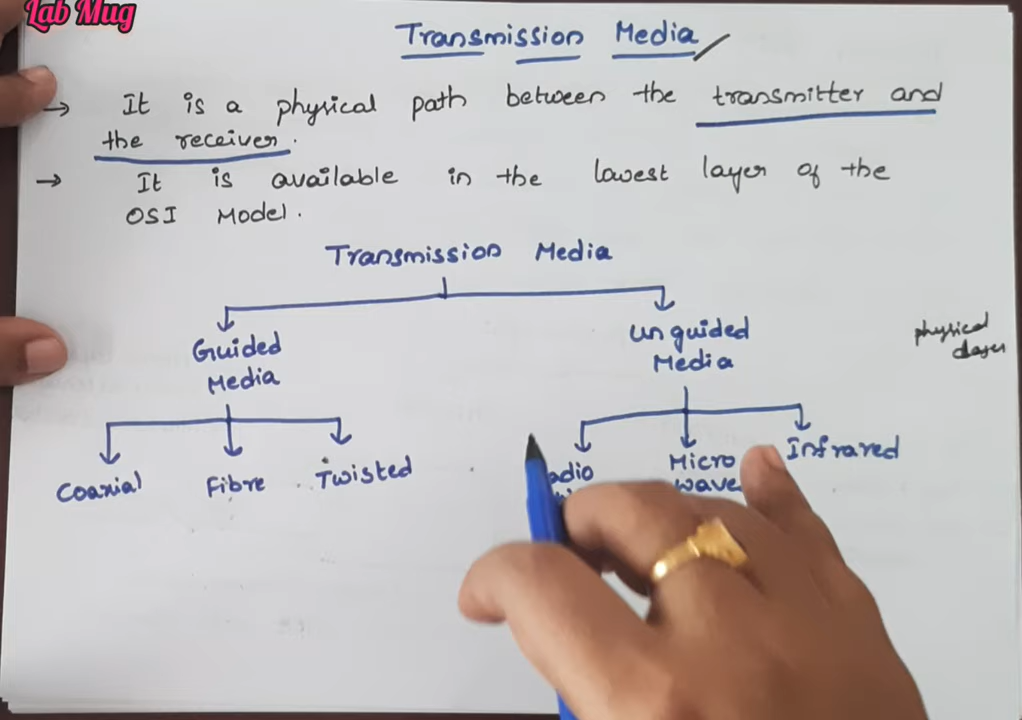 Lab Mug
Transmission Media
→ It is a physical path between the transmitter and
the receiver.
→ It is available in the lowest layer of the
OSI Model.
Transmission Media
Guided
Media
unguided
Media
physical
Coaxial
Fibre
Twisted
Micro
wave
Infrared